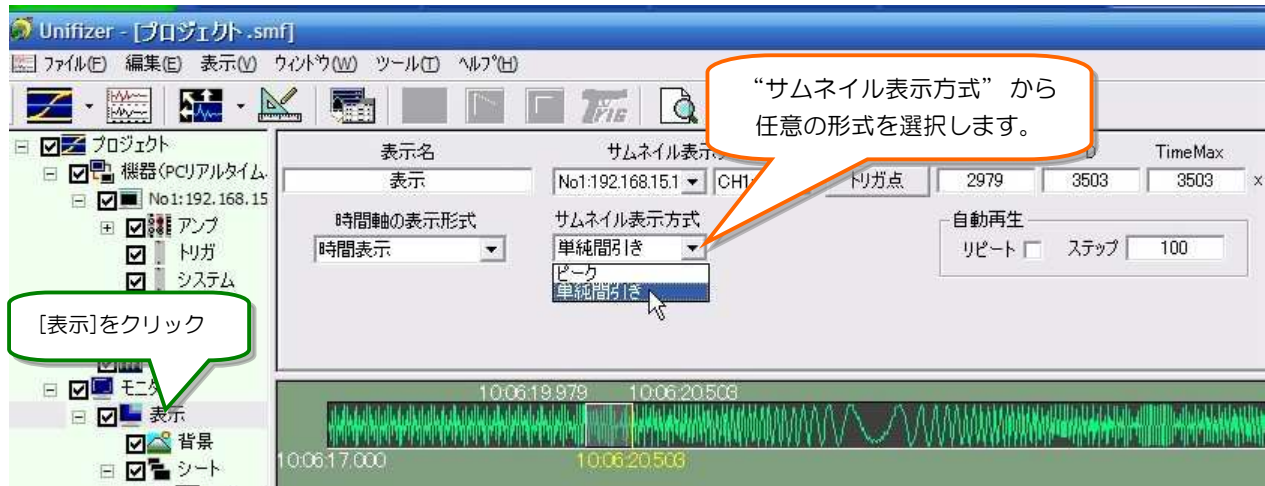 Unifizer - [プロジェクト.smf]
ファイル(F) 編集(E) 表示(V) ウィンドウ(W) ツール(T) ヘルプ(H)
“サムネイル表示方式” から
任意の形式を選択します。
プロジェクト
機器(PCリアルタイム
No1:192.168.15
アンプ
トリガ
システム
[表示]をクリック
モニタ
表示
背景
シート
表示名
表示
サムネイル表示
No1:192.168.15.1
CH1
トリガ点
2979
3503
TimeMax
3503
x
時間軸の表示形式
時間表示
サムネイル表示方式
単純間引き
ピーク
単純間引き
自動再生
リピート
ステップ
100
10:06:19.979
10:06:20.503
10:06:17.000
10:06:20.503